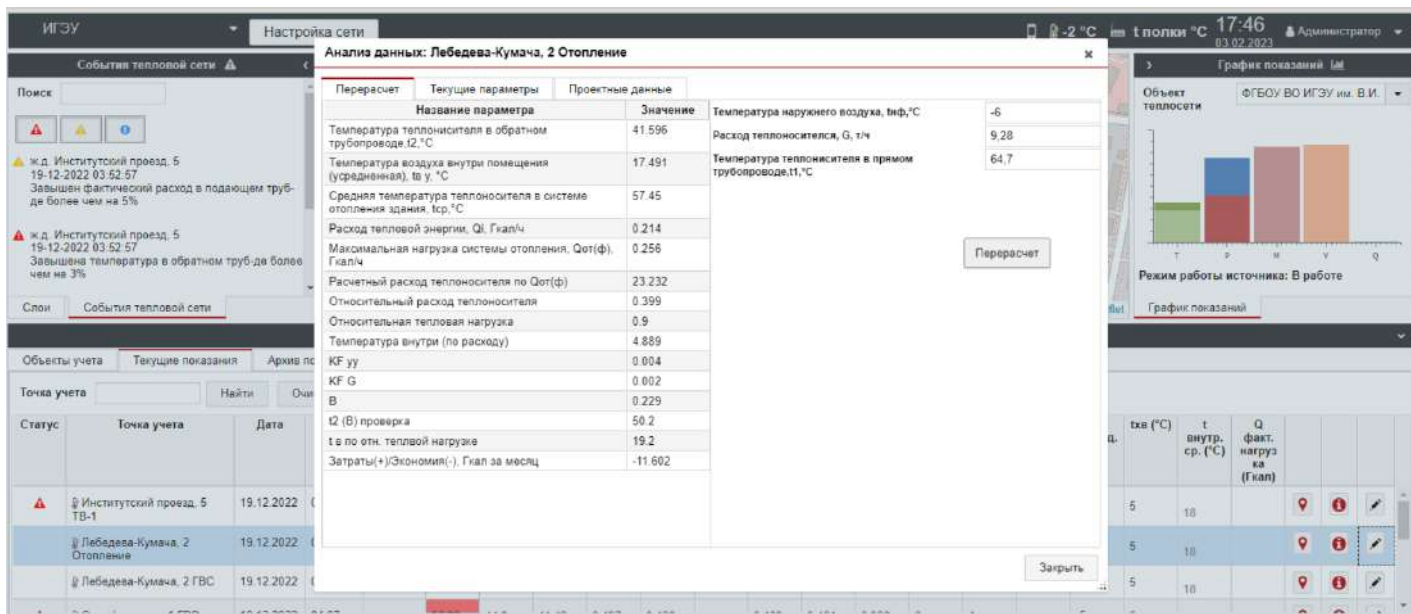 ИГЭУ
Настройка сети
-2 °C
t полки °C
17:46
03.02.2023
Администратор
События тепловой сети
Поиск
ж.д. Институтский проезд, 5
19-12-2022 03:52:57
Завышен фактический расход в подающем труб-
де более чем на 5%
ж.д. Институтский проезд, 5
19-12-2022 03:52:57
Завышена температура в обратном труб-де более
чем на 3%
Слои
События тепловой сети
Анализ данных: Лебедева-Кумача, 2 Отопление
Перерасчет
Текущие параметры
Проектные данные
Название параметра
Значение
Температура теплонисителя в обратном
трубопроводе,t2,°C
41.596
Температура воздуха внутри помещения
(усредненная), tв у, °C
17.491
Средняя температура теплоносителя в системе
отопления здания, tср,°C
57.45
Расход тепловой энергии, Qi, Гкал/ч
0.214
Максимальная нагрузка системы отопления, Qот(ф),
Гкал/ч
0.256
Расчетный расход теплоносителя по Qот(ф)
23.232
Относительный расход теплоносителя
0.399
Относительная тепловая нагрузка
0.9
Температура внутри (по расходу)
4.889
KF уу
0.004
KF G
0.002
B
0.229
t2 (B) проверка
50.2
t в по отн. теплвой нагрузке
19.2
Затраты(+)/Экономия(-), Гкал за месяц
-11.602
Температура наружнего воздуха, tнф,°C
-6
Расход теплоносителся, G, т/ч
9,28
Температура теплонисителя в прямом
трубопроводе,t1,°C
64,7
Перерасчет
Закрыть
График показаний
Объект
теплосети
ФГБОУ ВО ИГЭУ им. В.И.
T
P
M
V
Q
Режим работы источника: В работе
График показаний
Объекты учета
Текущие показания
Точка учета
Найти
Статус
Точка учета
Дата
tхв (°C)
t
внутр.
ср. (°C)
Q
факт.
нагруз
ка
(Гкал)
Институтский проезд, 5
ТВ-1
19.12.2022
5
18
Лебедева-Кумача, 2
Отопление
19.12.2022
5
18
Лебедева-Кумача, 2 ГВС
19.12.2022
5
18